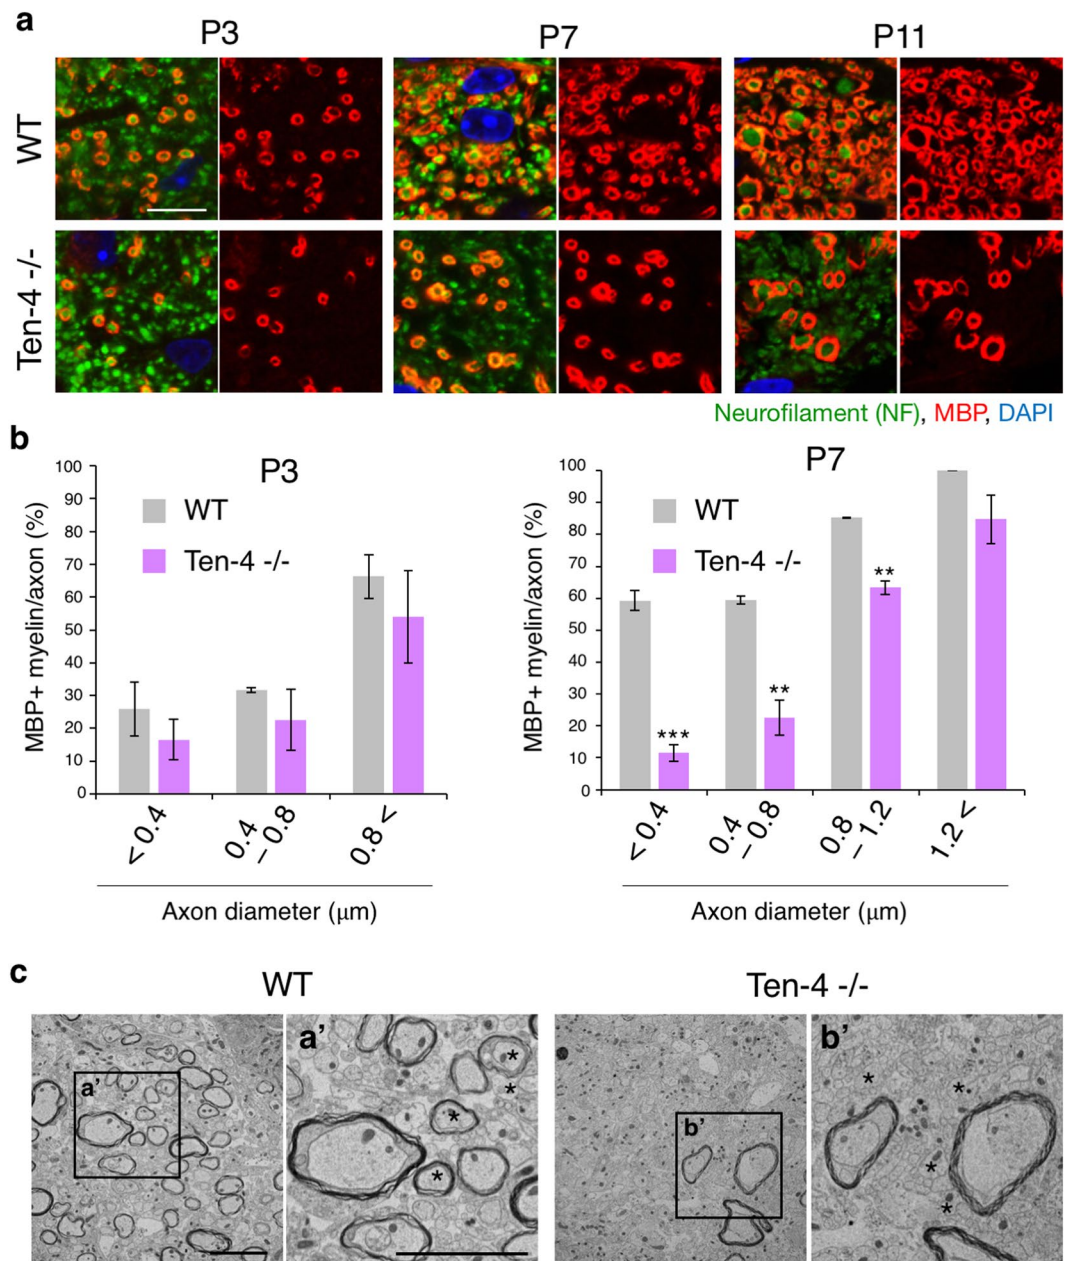 a
P3 P7 P11
WT
Ten-4 -/-
Neurofilament (NF), MBP, DAPI
b
P3
MBP+ myelin/axon (%)
100
90
80
70
60
50
40
30
20
10
0
WT
Ten-4 -/-
< 0.4
0.4
– 0.8
0.8 <
Axon diameter (μm)
P7
MBP+ myelin/axon (%)
100
90
80
70
60
50
40
30
20
10
0
WT
Ten-4 -/-
***
**
**
< 0.4
0.4
– 0.8
0.8
– 1.2
1.2 <
Axon diameter (μm)
c
WT Ten-4 -/-
a’
a’
*
*
*
*
b’
b’
*
*
*
*